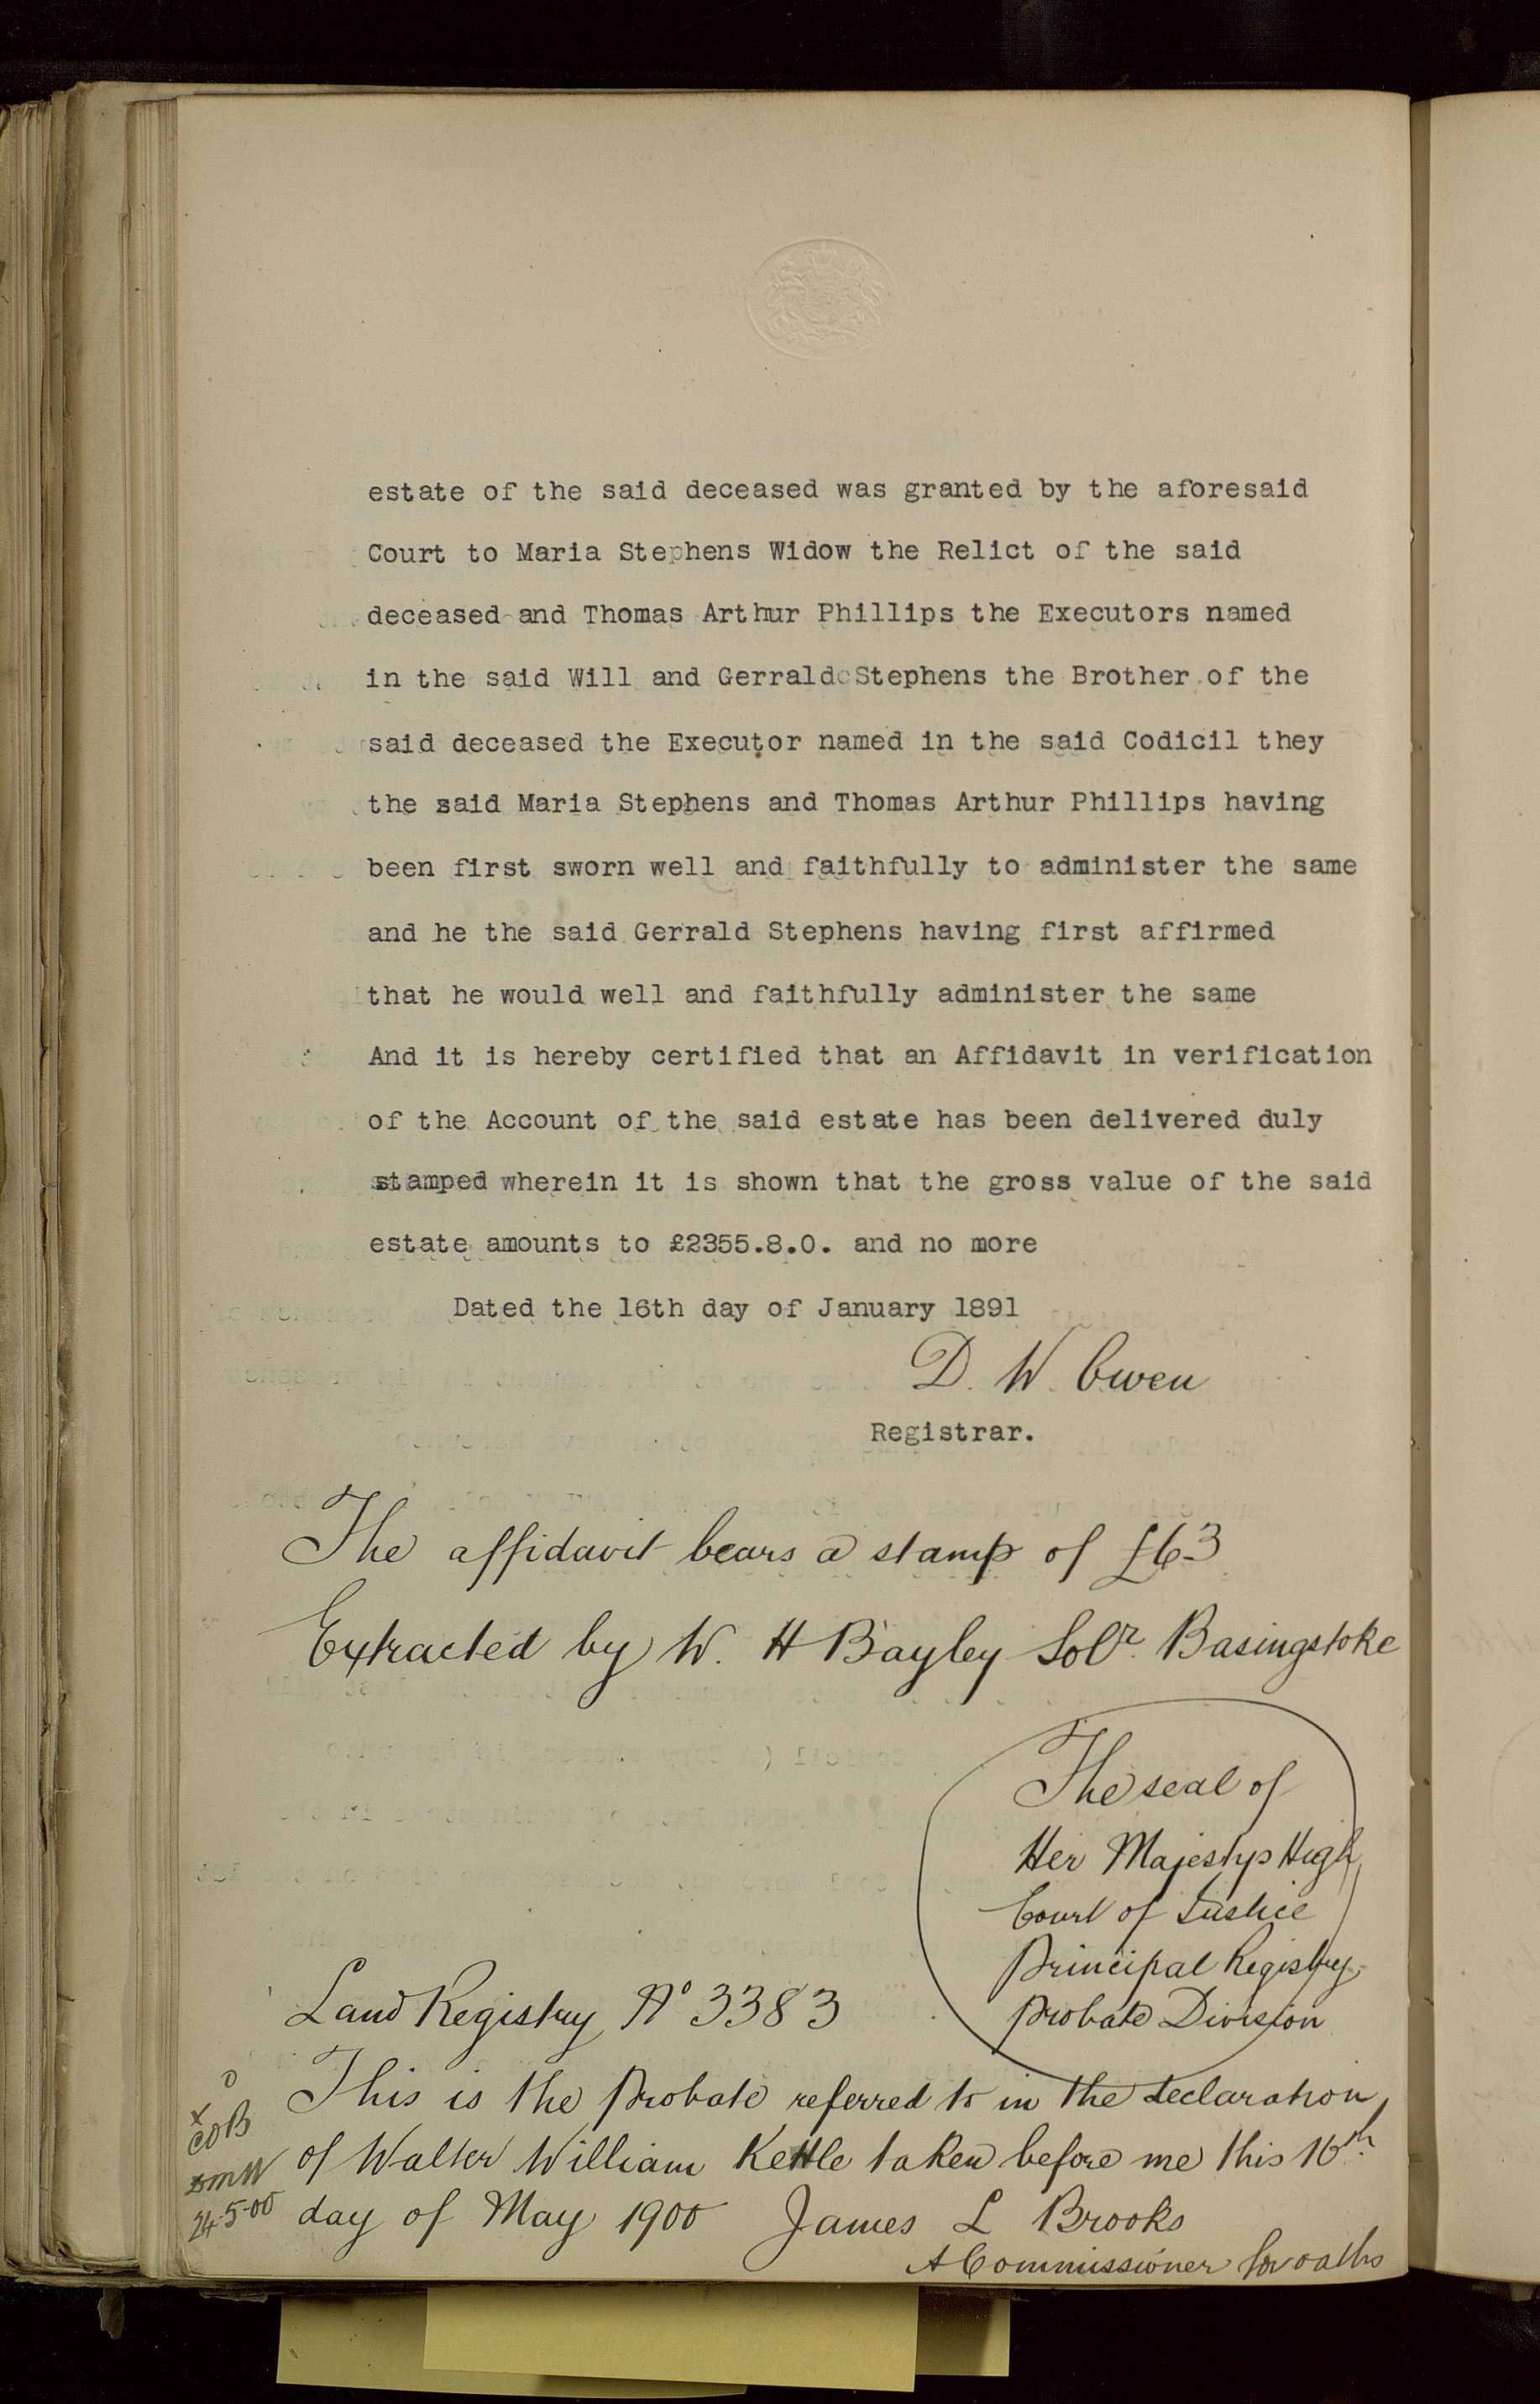 estate of the said deceased was granted by the aforesaid
Court to Maria Stephens Widow the Relict of the said
deceased and Thomas Arthur Phillips the Executors named
in the said Will and Gerrald Stephens the Brother of the
said deceased the Executor named in the said Codicil they
the said Maria Stephens and Thomas Arthur Phillips having
been first sworn well and faithfully to administer the same
and he the said Gerrald Stephens having first affirmed
that he would well and faithfully administer the same
And it is hereby certified that an Affidavit in verification
of the Account of the said estate has been delivered duly
stamped wherein it is shown that the gross value of the said
estate amounts to £2355.8.0. and no more
Dated the 16th day of January 1891
D. W. Owen
Registrar.
The affidavit bears a stamp of £63
Extracted by W. H Bayley Solr. Basingstoke
The seal of
Her Majestys High
Court of Justice
Principal Registry
Probate Division
Land Registry No 3383
This is the Probate referred to in the declaration
of Walter William Kettle taken before me this 16th
day of May 1900 James L Brooks
A Commissioner for oaths
24-5-00